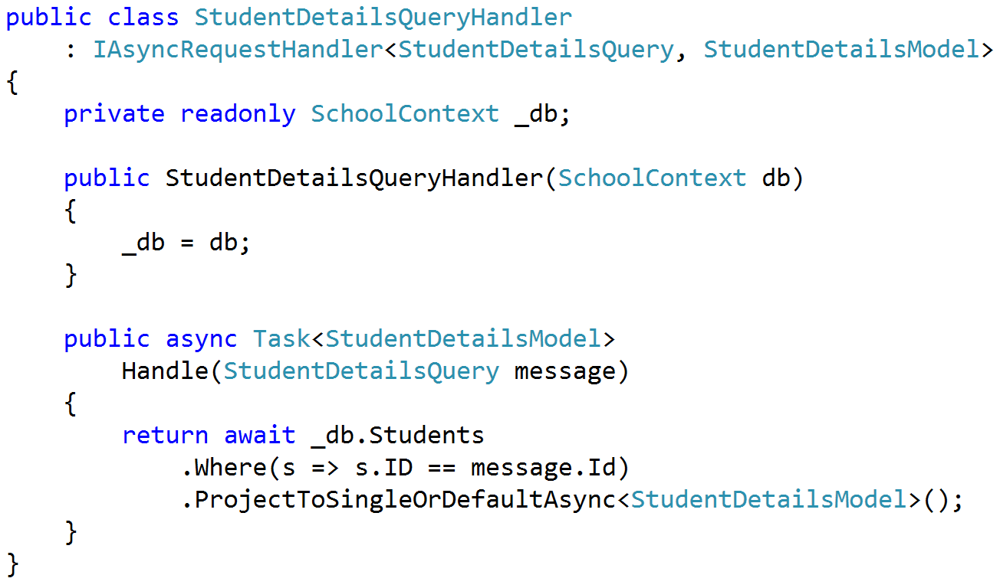 public class StudentDetailsQueryHandler
    : IAsyncRequestHandler<StudentDetailsQuery, StudentDetailsModel>
{
    private readonly SchoolContext _db;

    public StudentDetailsQueryHandler(SchoolContext db)
    {
        _db = db;
    }

    public async Task<StudentDetailsModel>
        Handle(StudentDetailsQuery message)
    {
        return await _db.Students
            .Where(s => s.ID == message.Id)
            .ProjectToSingleOrDefaultAsync<StudentDetailsModel>();
    }
}